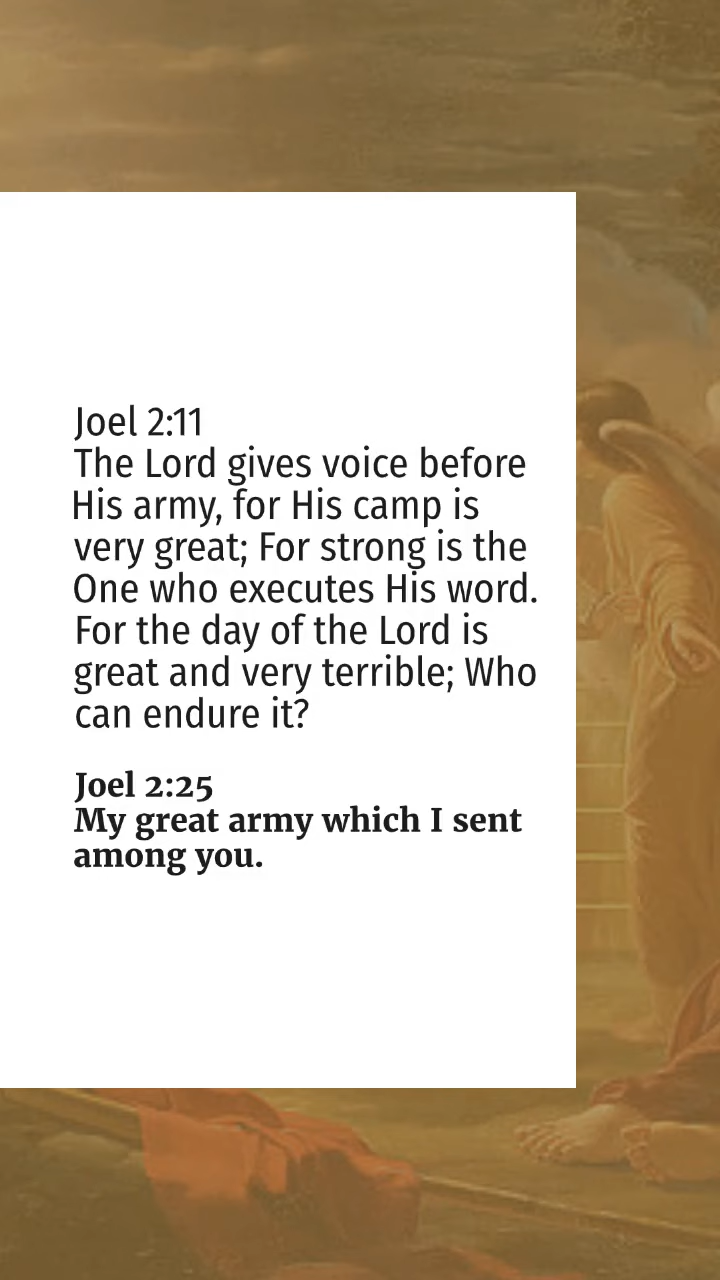 Joel 2:11
The Lord gives voice before
His army, for His camp is
very great; For strong is the
One who executes His word.
For the day of the Lord is
great and very terrible; Who
can endure it?
Joel 2:25
My great army which I sent
among you.